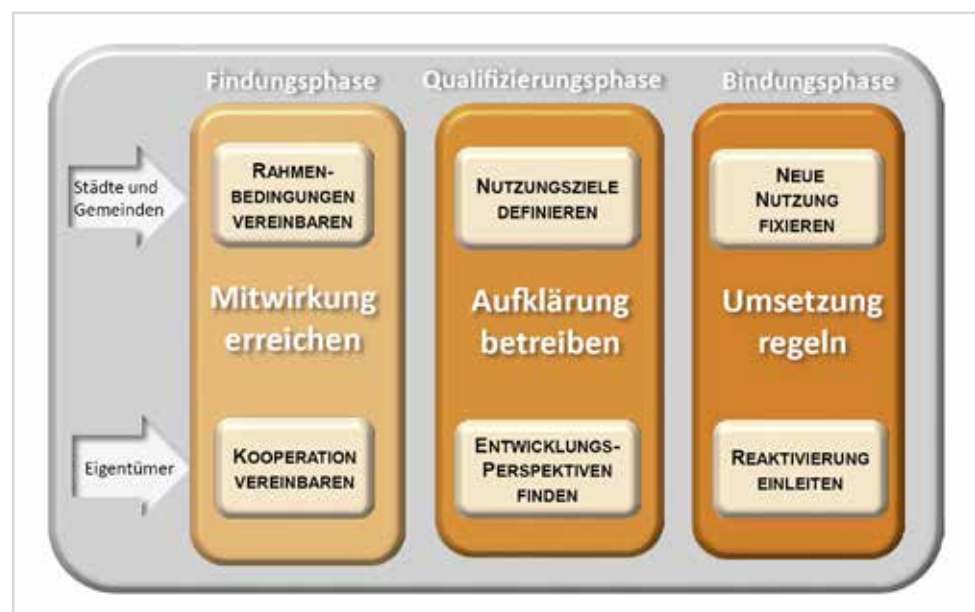 Findungsphase
Qualifizierungsphase
Bindungsphase
Städte und
Gemeinden
RAHMEN-
BEDINGUNGEN
VEREINBAREN
NUTZUNGSZIELE
DEFINIEREN
NEUE
NUTZUNG
FIXIEREN
Mitwirkung
erreichen
Aufklärung
betreiben
Umsetzung
regeln
Eigentümer
KOOPERATION
VEREINBAREN
ENTWICKLUNGS-
PERSPEKTIVEN
FINDEN
REAKTIVIERUNG
EINLEITEN